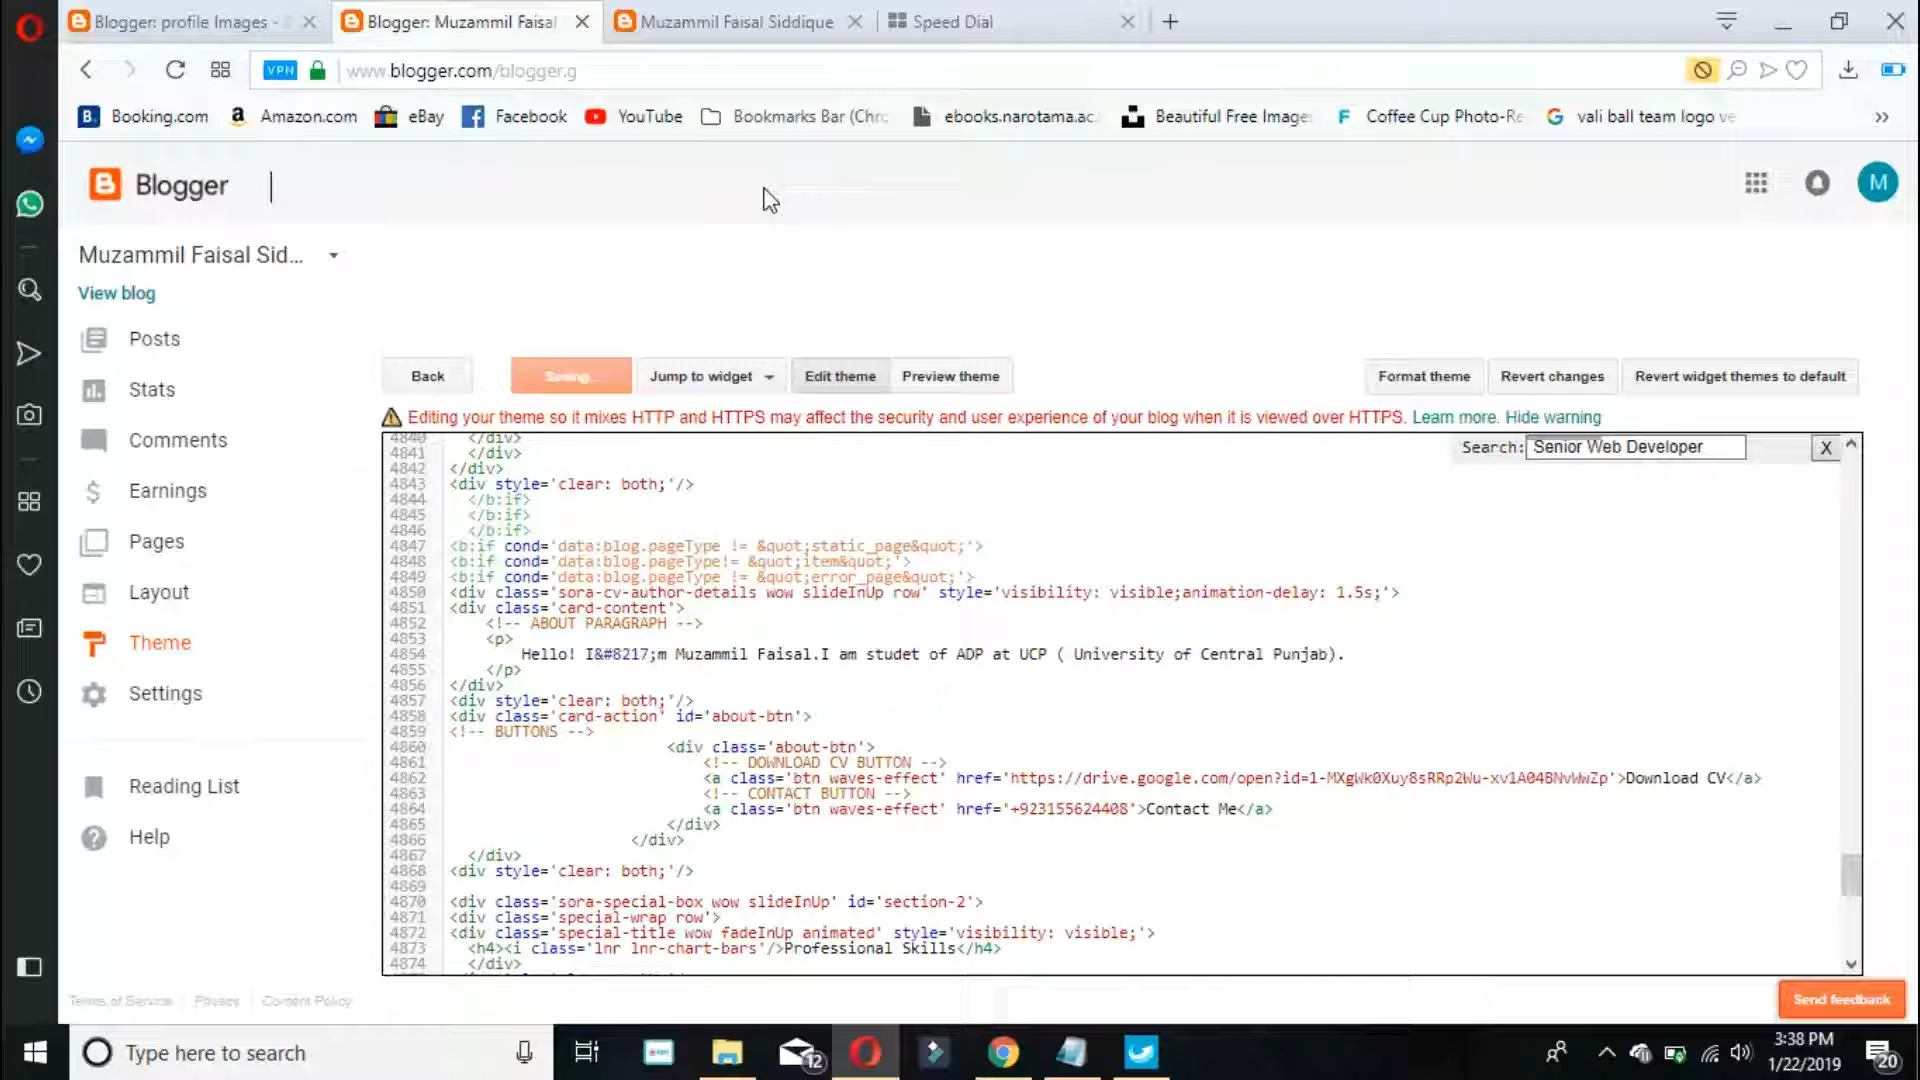 Blogger: profile Images -
Blogger: Muzammil Faisal
Muzammil Faisal Siddique
Speed Dial
VPN
www.blogger.com/blogger.g
Booking.com
Amazon.com
eBay
Facebook
YouTube
Bookmarks Bar (Chro
ebooks.narotama.ac.
Beautiful Free Images
Coffee Cup Photo-Re
vali ball team logo ve
Blogger
M
Muzammil Faisal Sid...
View blog
Posts
Stats
Comments
Earnings
Pages
Layout
Theme
Settings
Reading List
Help
Back
Saving...
Jump to widget
Edit theme
Preview theme
Format theme
Revert changes
Revert widget themes to default
Editing your theme so it mixes HTTP and HTTPS may affect the security and user experience of your blog when it is viewed over HTTPS. Learn more. Hide warning
Search: Senior Web Developer X
4840 </div>
4841 </div>
4842 </div>
4843 <div style='clear: both;'/>
4844 </b:if>
4845 </b:if>
4846 </b:if>
4847 <b:if cond='data:blog.pageType != &quot;static_page&quot;'>
4848 <b:if cond='data:blog.pageType!= &quot;item&quot;'>
4849 <b:if cond='data:blog.pageType != &quot;error_page&quot;'>
4850 <div class='sora-cv-author-details wow slideInUp row' style='visibility: visible;animation-delay: 1.5s;'>
4851 <div class='card-content'>
4852 <!-- ABOUT PARAGRAPH -->
4853 <p>
4854 Hello! I&#8217;m Muzammil Faisal.I am studet of ADP at UCP ( University of Central Punjab).
4855 </p>
4856 </div>
4857 <div style='clear: both;'/>
4858 <div class='card-action' id='about-btn'>
4859 <!-- BUTTONS -->
4860 <div class='about-btn'>
4861 <!-- DOWNLOAD CV BUTTON -->
4862 <a class='btn waves-effect' href='https://drive.google.com/open?id=1-MXgWk0Xuy8sRRp2Wu-xv1A04BNvWwZp'>Download CV</a>
4863 <!-- CONTACT BUTTON -->
4864 <a class='btn waves-effect' href='+923155624408'>Contact Me</a>
4865 </div>
4866 </div>
4867 </div>
4868 <div style='clear: both;'/>
4869
4870 <div class='sora-special-box wow slideInUp' id='section-2'>
4871 <div class='special-wrap row'>
4872 <div class='special-title wow fadeInUp animated' style='visibility: visible;'>
4873 <h4><i class='lnr lnr-chart-bars'/>Professional Skills</h4>
4874 </div>
Terms of Service
Privacy
Content Policy
Send feedback
Type here to search
12
3:38 PM
1/22/2019
20